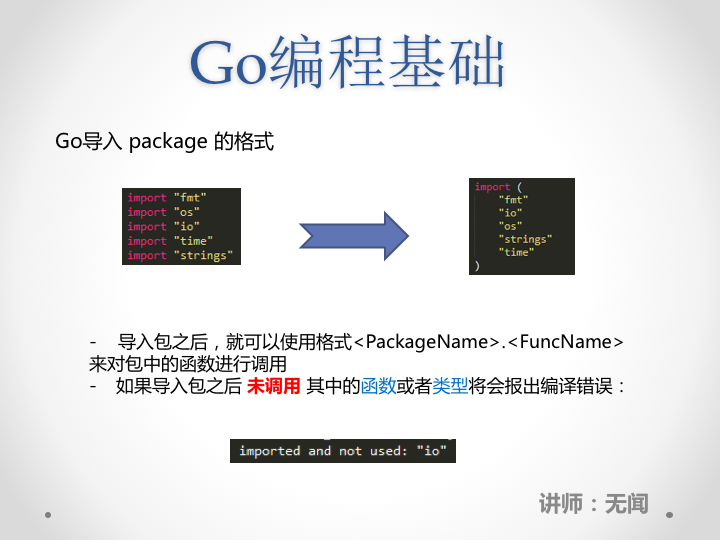 Go编程基础
Go导入 package 的格式
import "fmt"
import "os"
import "io"
import "time"
import "strings"
import (
"fmt"
"io"
"os"
"strings"
"time"
)
- 导入包之后，就可以使用格式<PackageName>.<FuncName>
来对包中的函数进行调用
- 如果导入包之后 未调用 其中的函数或者类型将会报出编译错误：
imported and not used: "io"
讲师：无闻